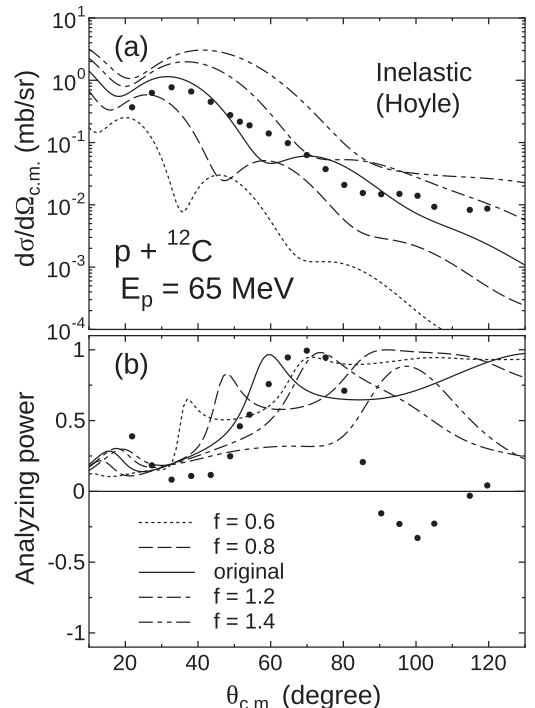 10¹
(a)
Inelastic
(Hoyle)
10⁰
10⁻¹
10⁻²
10⁻³
10⁻⁴
dσ/dΩc.m. (mb/sr)
p + ¹²C
Eₚ = 65 MeV
(b)
1
0.5
0
-0.5
-1
Analyzing power
f = 0.6
f = 0.8
original
f = 1.2
f = 1.4
20 40 60 80 100 120
θc.m. (degree)